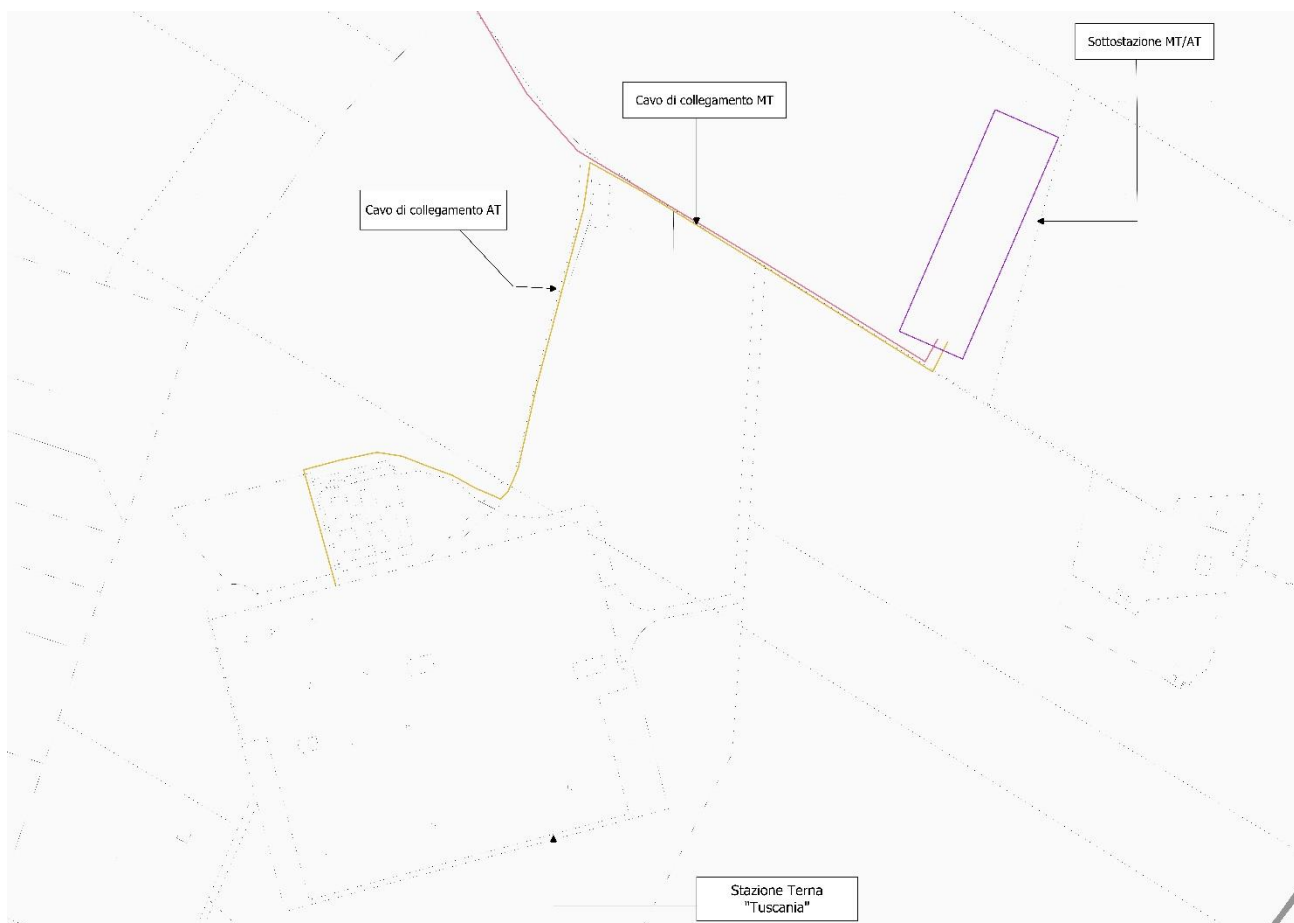 Sottostazione MT/AT
Cavo di collegamento MT
Cavo di collegamento AT
Stazione Terna
"Tuscania"